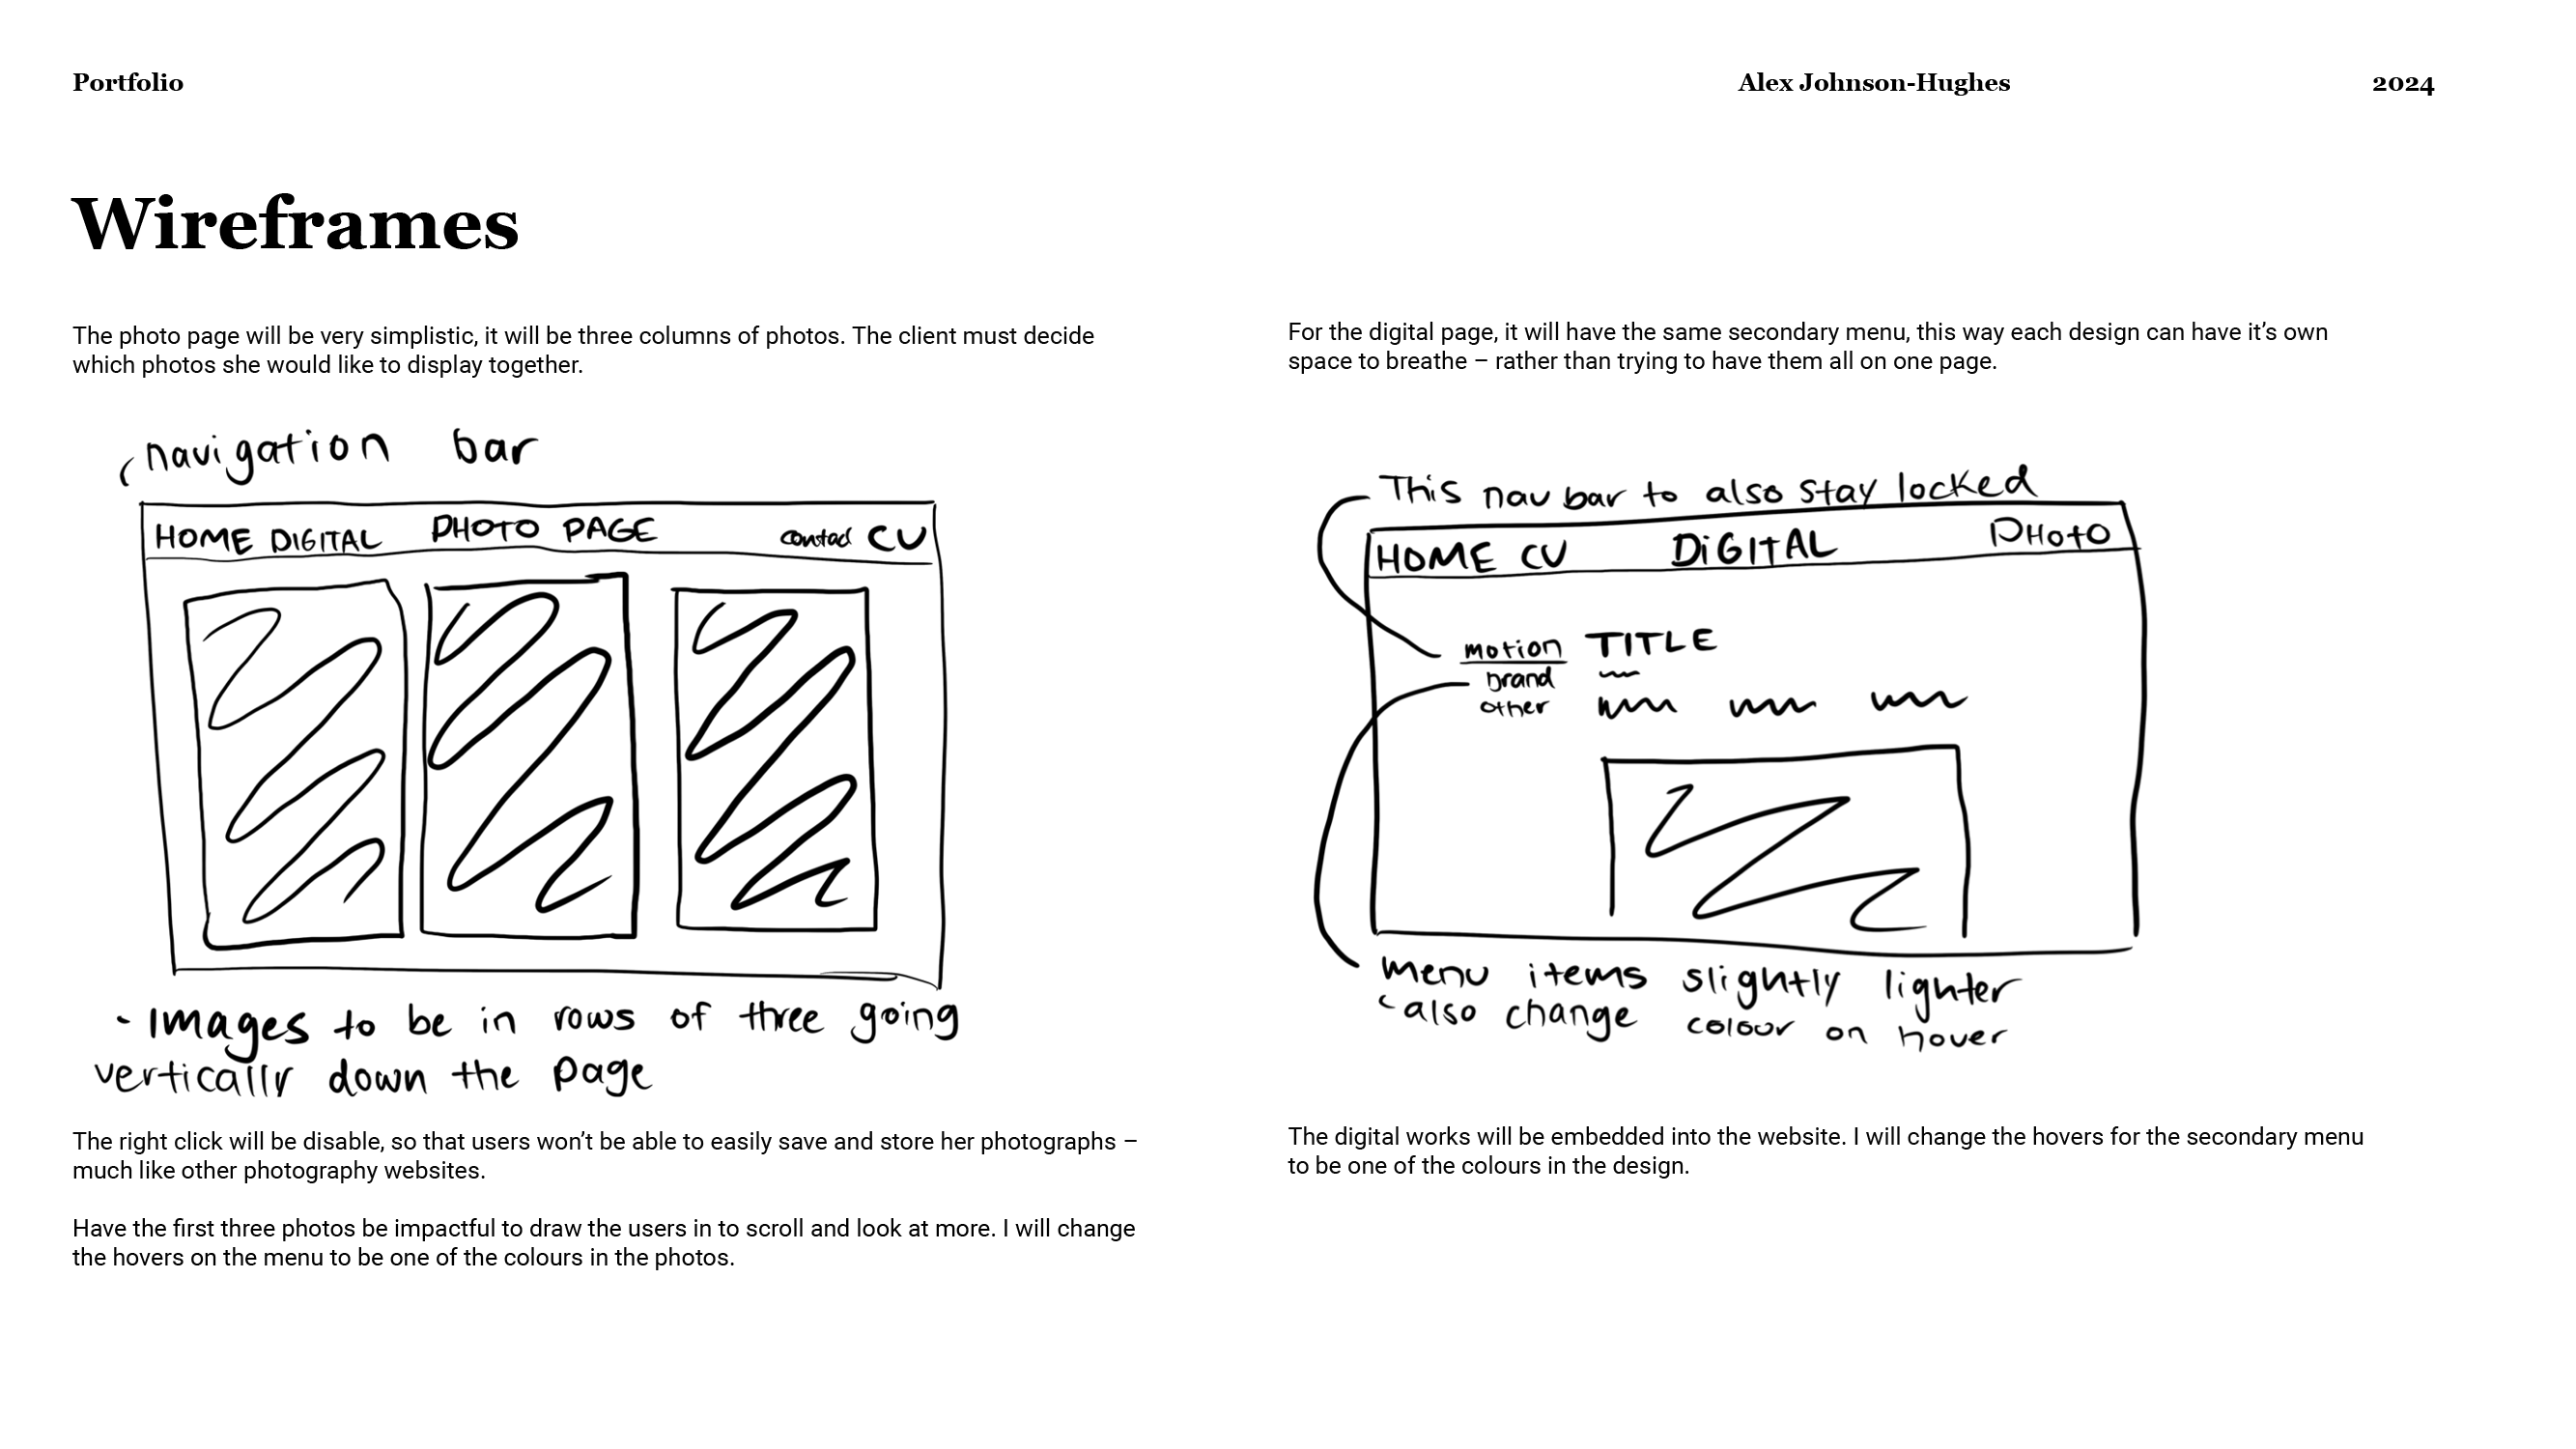 Portfolio
Alex Johnson-Hughes
2024
Wireframes
The photo page will be very simplistic, it will be three columns of photos. The client must decide
which photos she would like to display together.
navigation bar
HOME DIGITAL PHOTO PAGE contact CV
- Images to be in rows of three going
vertically down the page
The right click will be disable, so that users won’t be able to easily save and store her photographs –
much like other photography websites.
Have the first three photos be impactful to draw the users in to scroll and look at more. I will change
the hovers on the menu to be one of the colours in the photos.
For the digital page, it will have the same secondary menu, this way each design can have it’s own
space to breathe – rather than trying to have them all on one page.
This nav bar to also stay locked
HOME CV DiGITAL PHOtO
motion TITLE
brand
other
menu items slightly lighter
also change colour on hover
The digital works will be embedded into the website. I will change the hovers for the secondary menu
to be one of the colours in the design.